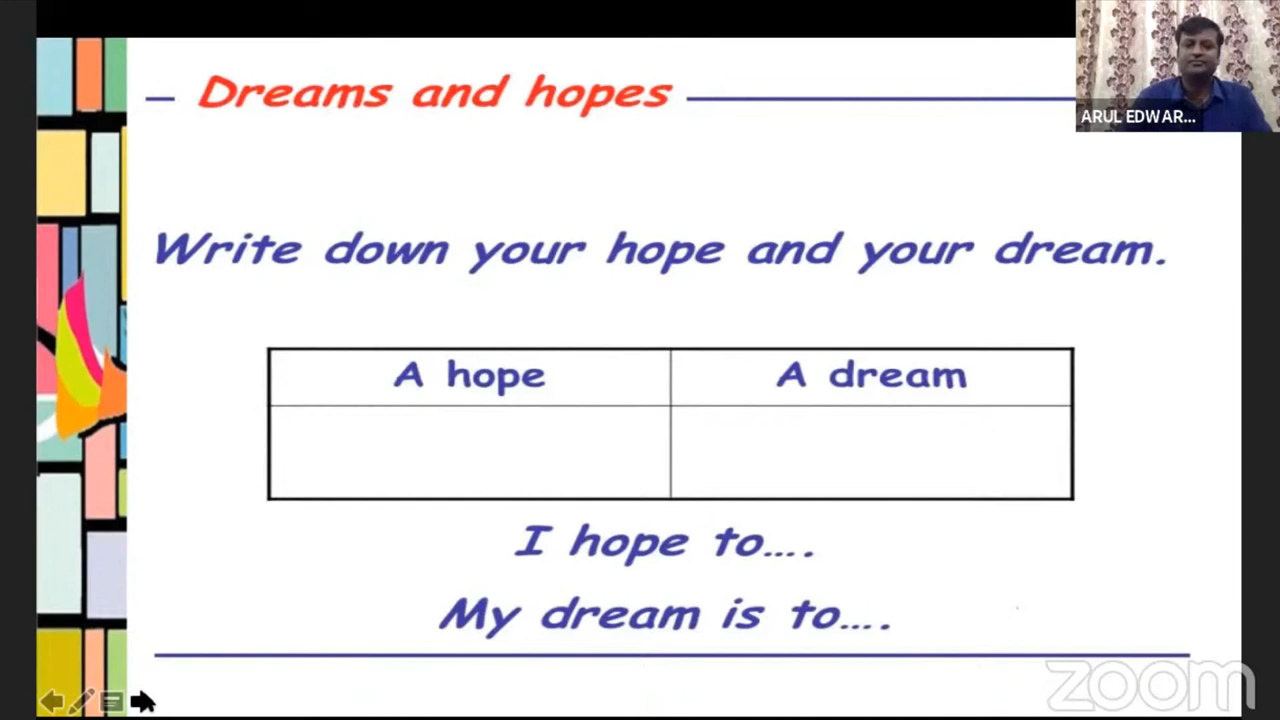 Dreams and hopes
ARUL EDWAR...
Write down your hope and your dream.
A hope
A dream
I hope to....
My dream is to....
zoom